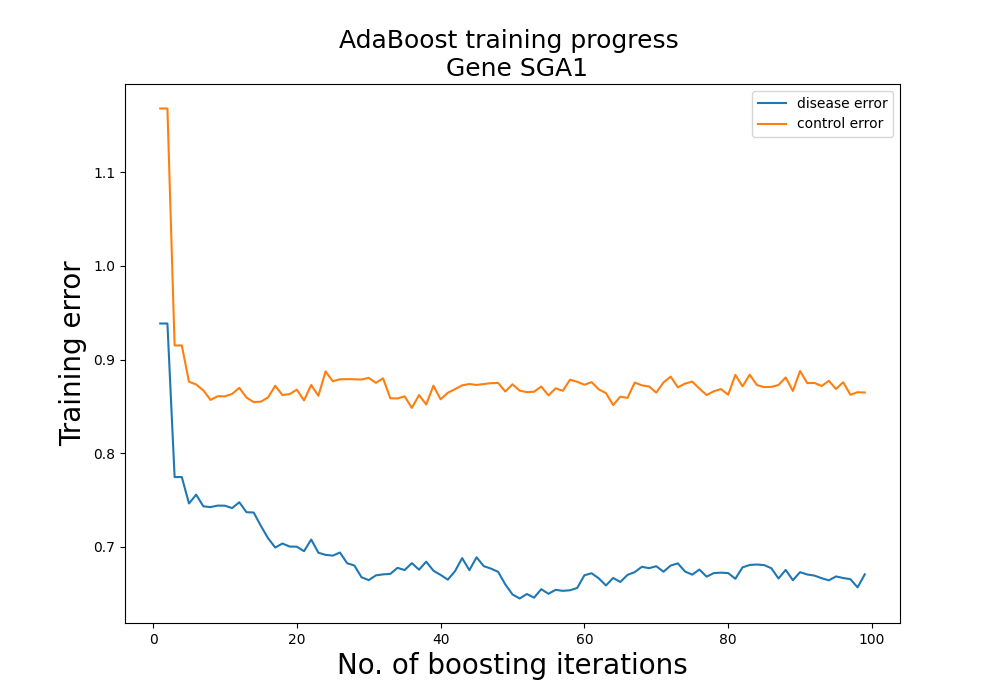 AdaBoost training progress
Gene SGA1
disease error
control error
Training error
1.1
1.0
0.9
0.8
0.7
0
20
40
60
80
100
No. of boosting iterations